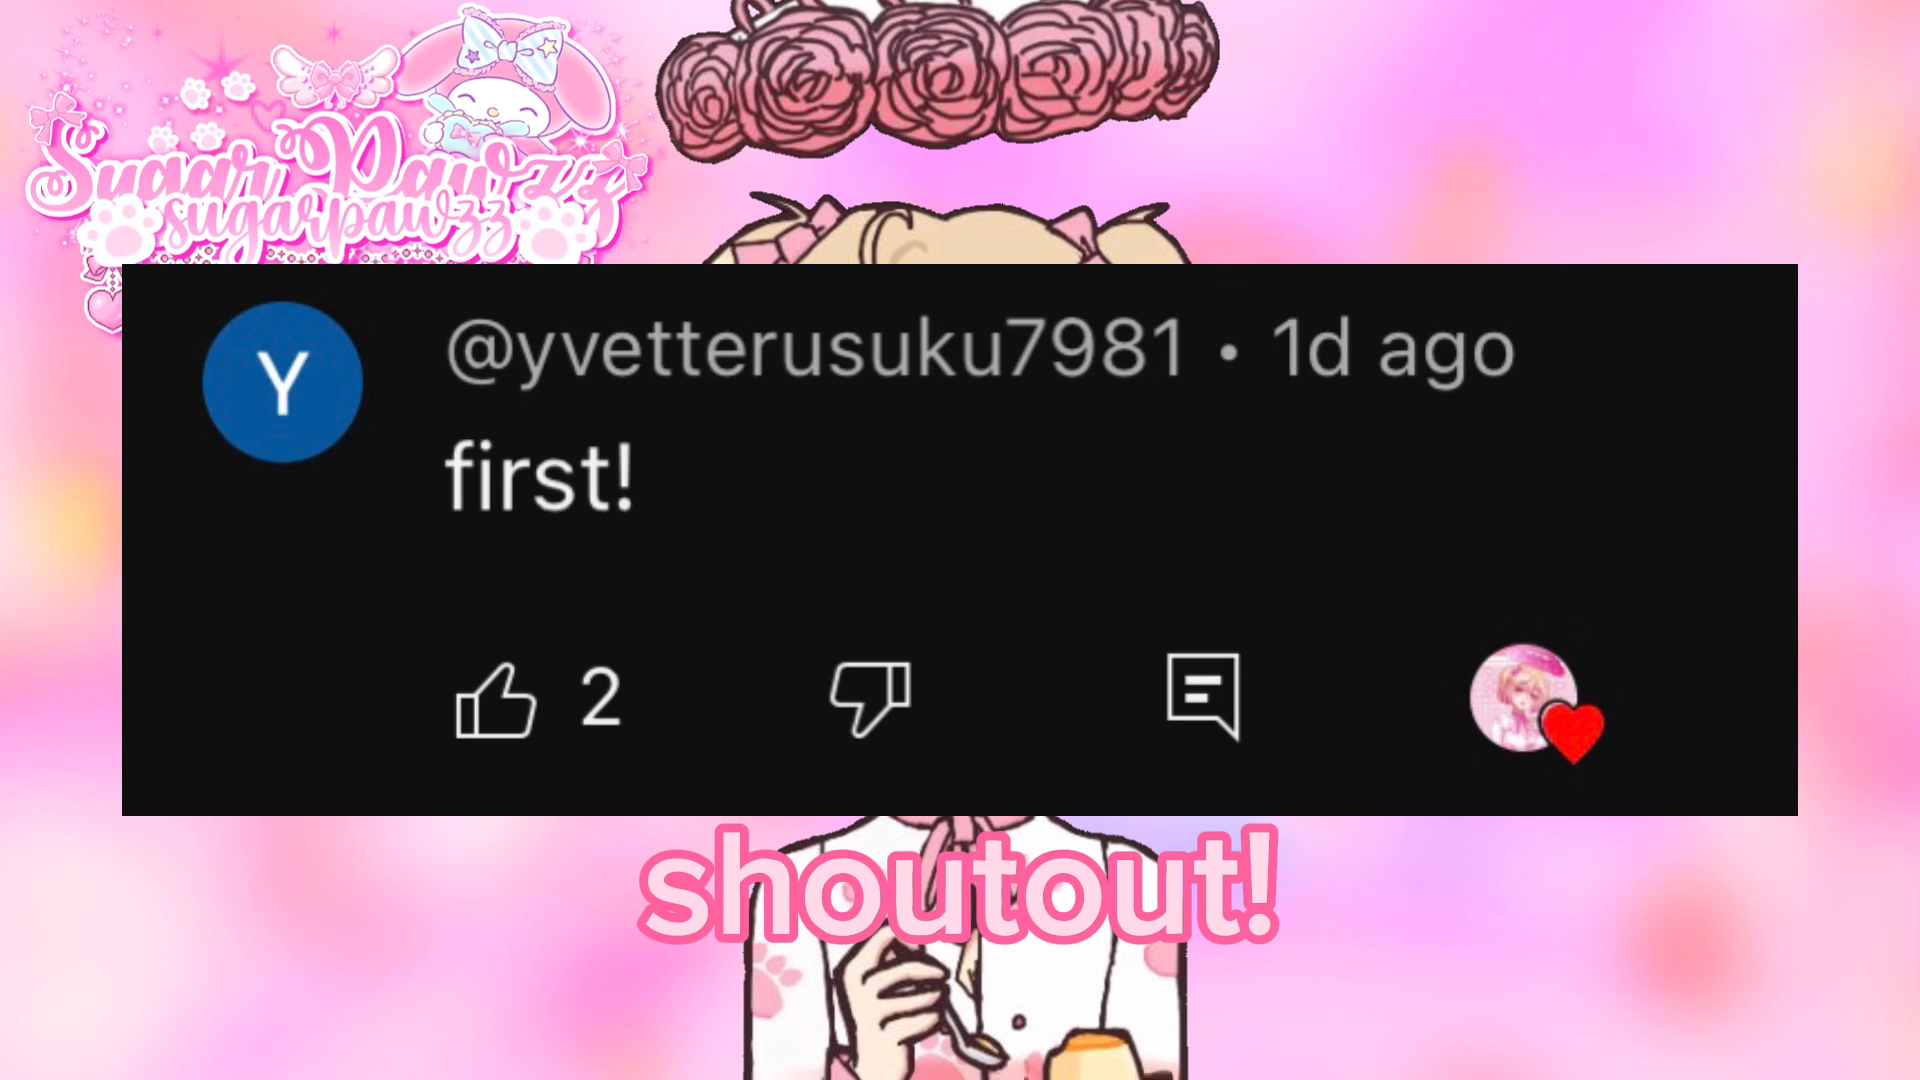 Sugar Pawzz
sugarpawzz
Y
@yvetterusuku7981 • 1d ago
first!
2
shoutout!